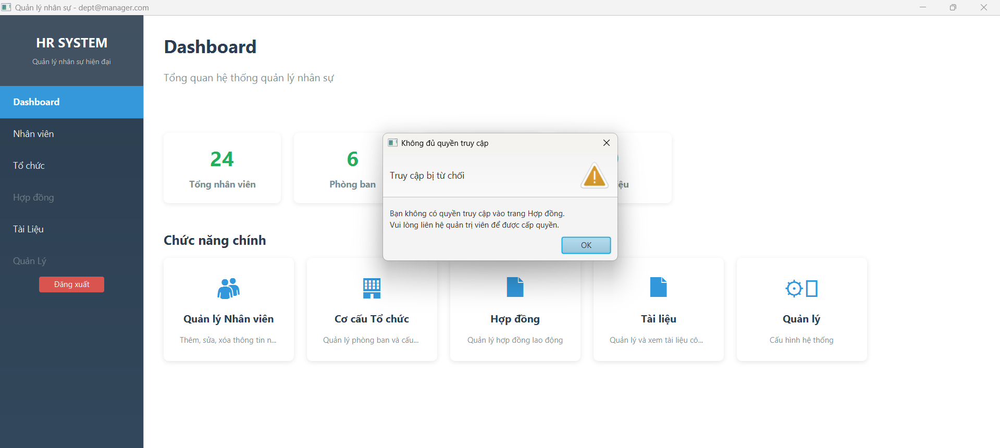 Quản lý nhân sự - dept@manager.com
HR SYSTEM
Quản lý nhân sự hiện đại
Dashboard
Nhân viên
Tổ chức
Hợp đồng
Tài Liệu
Quản Lý
Đăng xuất
Dashboard
Tổng quan hệ thống quản lý nhân sự
24
Tổng nhân viên
6
Phòng ban
Không đủ quyền truy cập
Truy cập bị từ chối
Bạn không có quyền truy cập vào trang Hợp đồng.
Vui lòng liên hệ quản trị viên để được cấp quyền.
OK
Chức năng chính
Quản lý Nhân viên
Thêm, sửa, xóa thông tin n...
Cơ cấu Tổ chức
Quản lý phòng ban và cấu...
Hợp đồng
Quản lý hợp đồng lao động
Tài liệu
Quản lý và xem tài liệu cô...
Quản lý
Cấu hình hệ thống